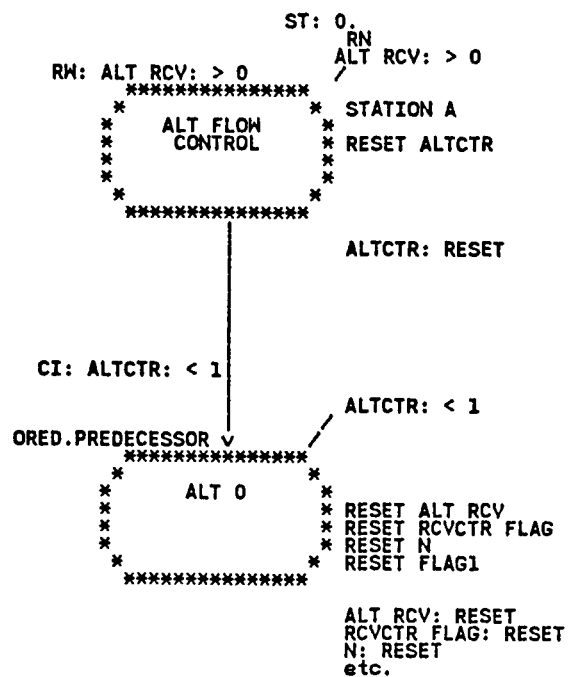 ST: 0.
RN
ALT RCV: > 0
RW: ALT RCV: > 0
STATION A
ALT FLOW
CONTROL
RESET ALTCTR
ALTCTR: RESET
CI: ALTCTR: < 1
ALTCTR: < 1
ORED.PREDECESSOR
ALT 0
RESET ALT RCV
RESET RCVCTR FLAG
RESET N
RESET FLAG1
ALT RCV: RESET
RCVCTR FLAG: RESET
N: RESET
etc.